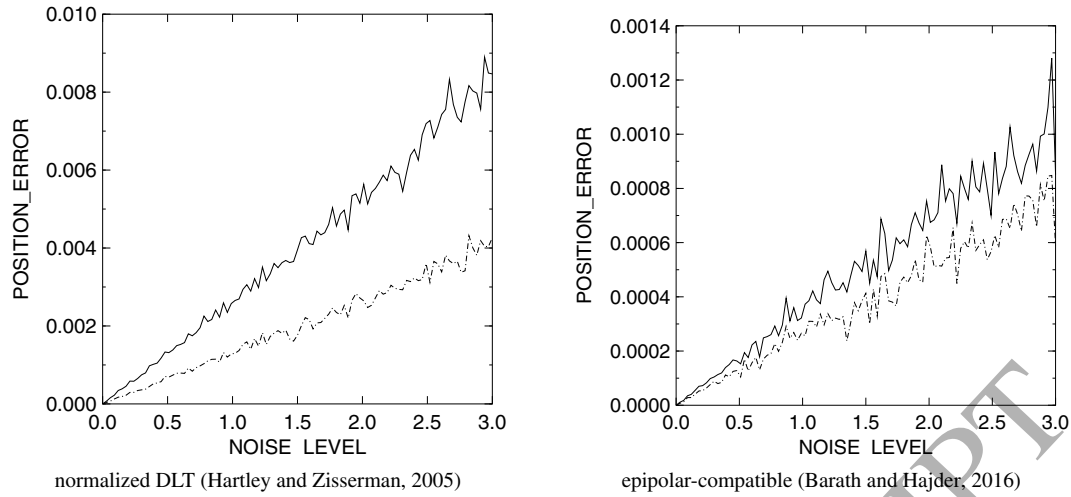 0.010
0.008
0.006
0.004
0.002
0.000
POSITION_ERROR
0.0 0.5 1.0 1.5 2.0 2.5 3.0
NOISE LEVEL
normalized DLT (Hartley and Zisserman, 2005)
0.0014
0.0012
0.0010
0.0008
0.0006
0.0004
0.0002
0.0000
POSITION_ERROR
0.0 0.5 1.0 1.5 2.0 2.5 3.0
NOISE LEVEL
epipolar-compatible (Barath and Hajder, 2016)
IPT